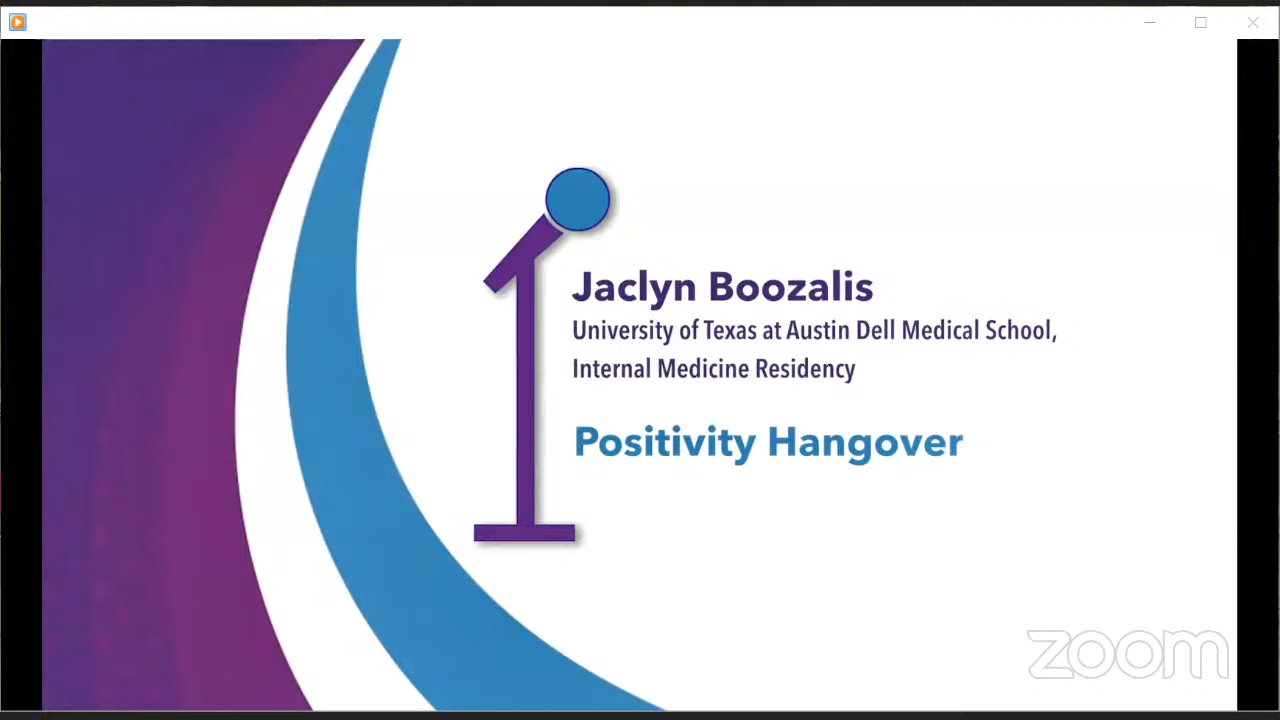 Jaclyn Boozalis
University of Texas at Austin Dell Medical School,
Internal Medicine Residency
Positivity Hangover
zoom